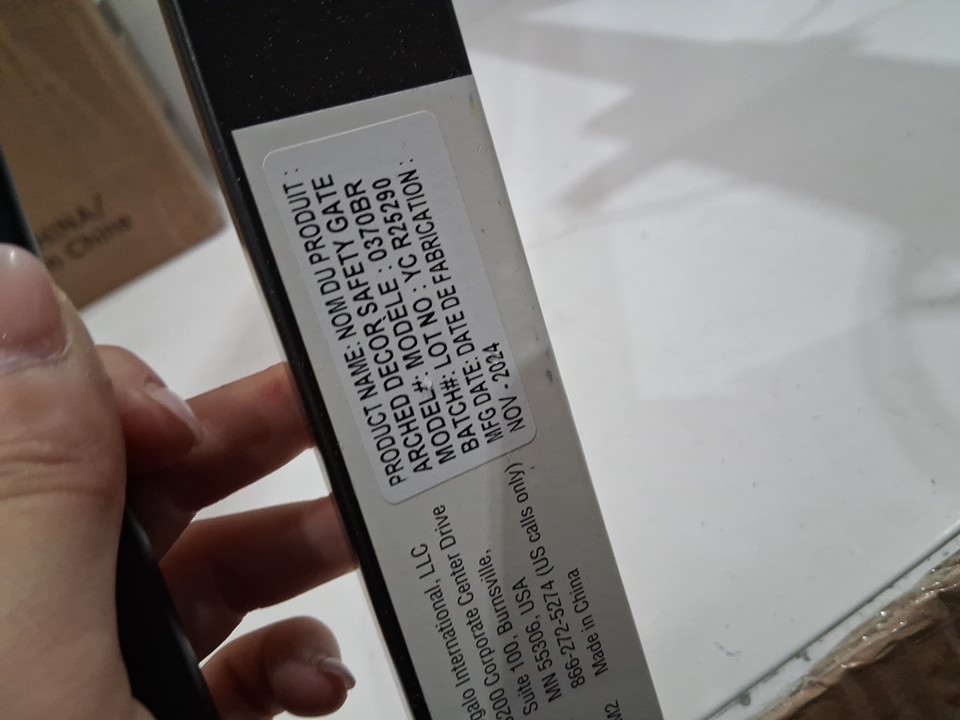 PRODUCT NAME: NOM DU PRODUIT :
ARCHED DECOR SAFETY GATE
MODEL#: MODÈLE : 0370BR
BATCH#: LOT NO : YC R25290
MFG DATE: DATE DE FABRICATION :
NOV - 2024
International, LLC
Corporate Center Drive
Suite 100, Burnsville,
MN 55306, USA
866-272-5274 (US calls only)
Made in China
China